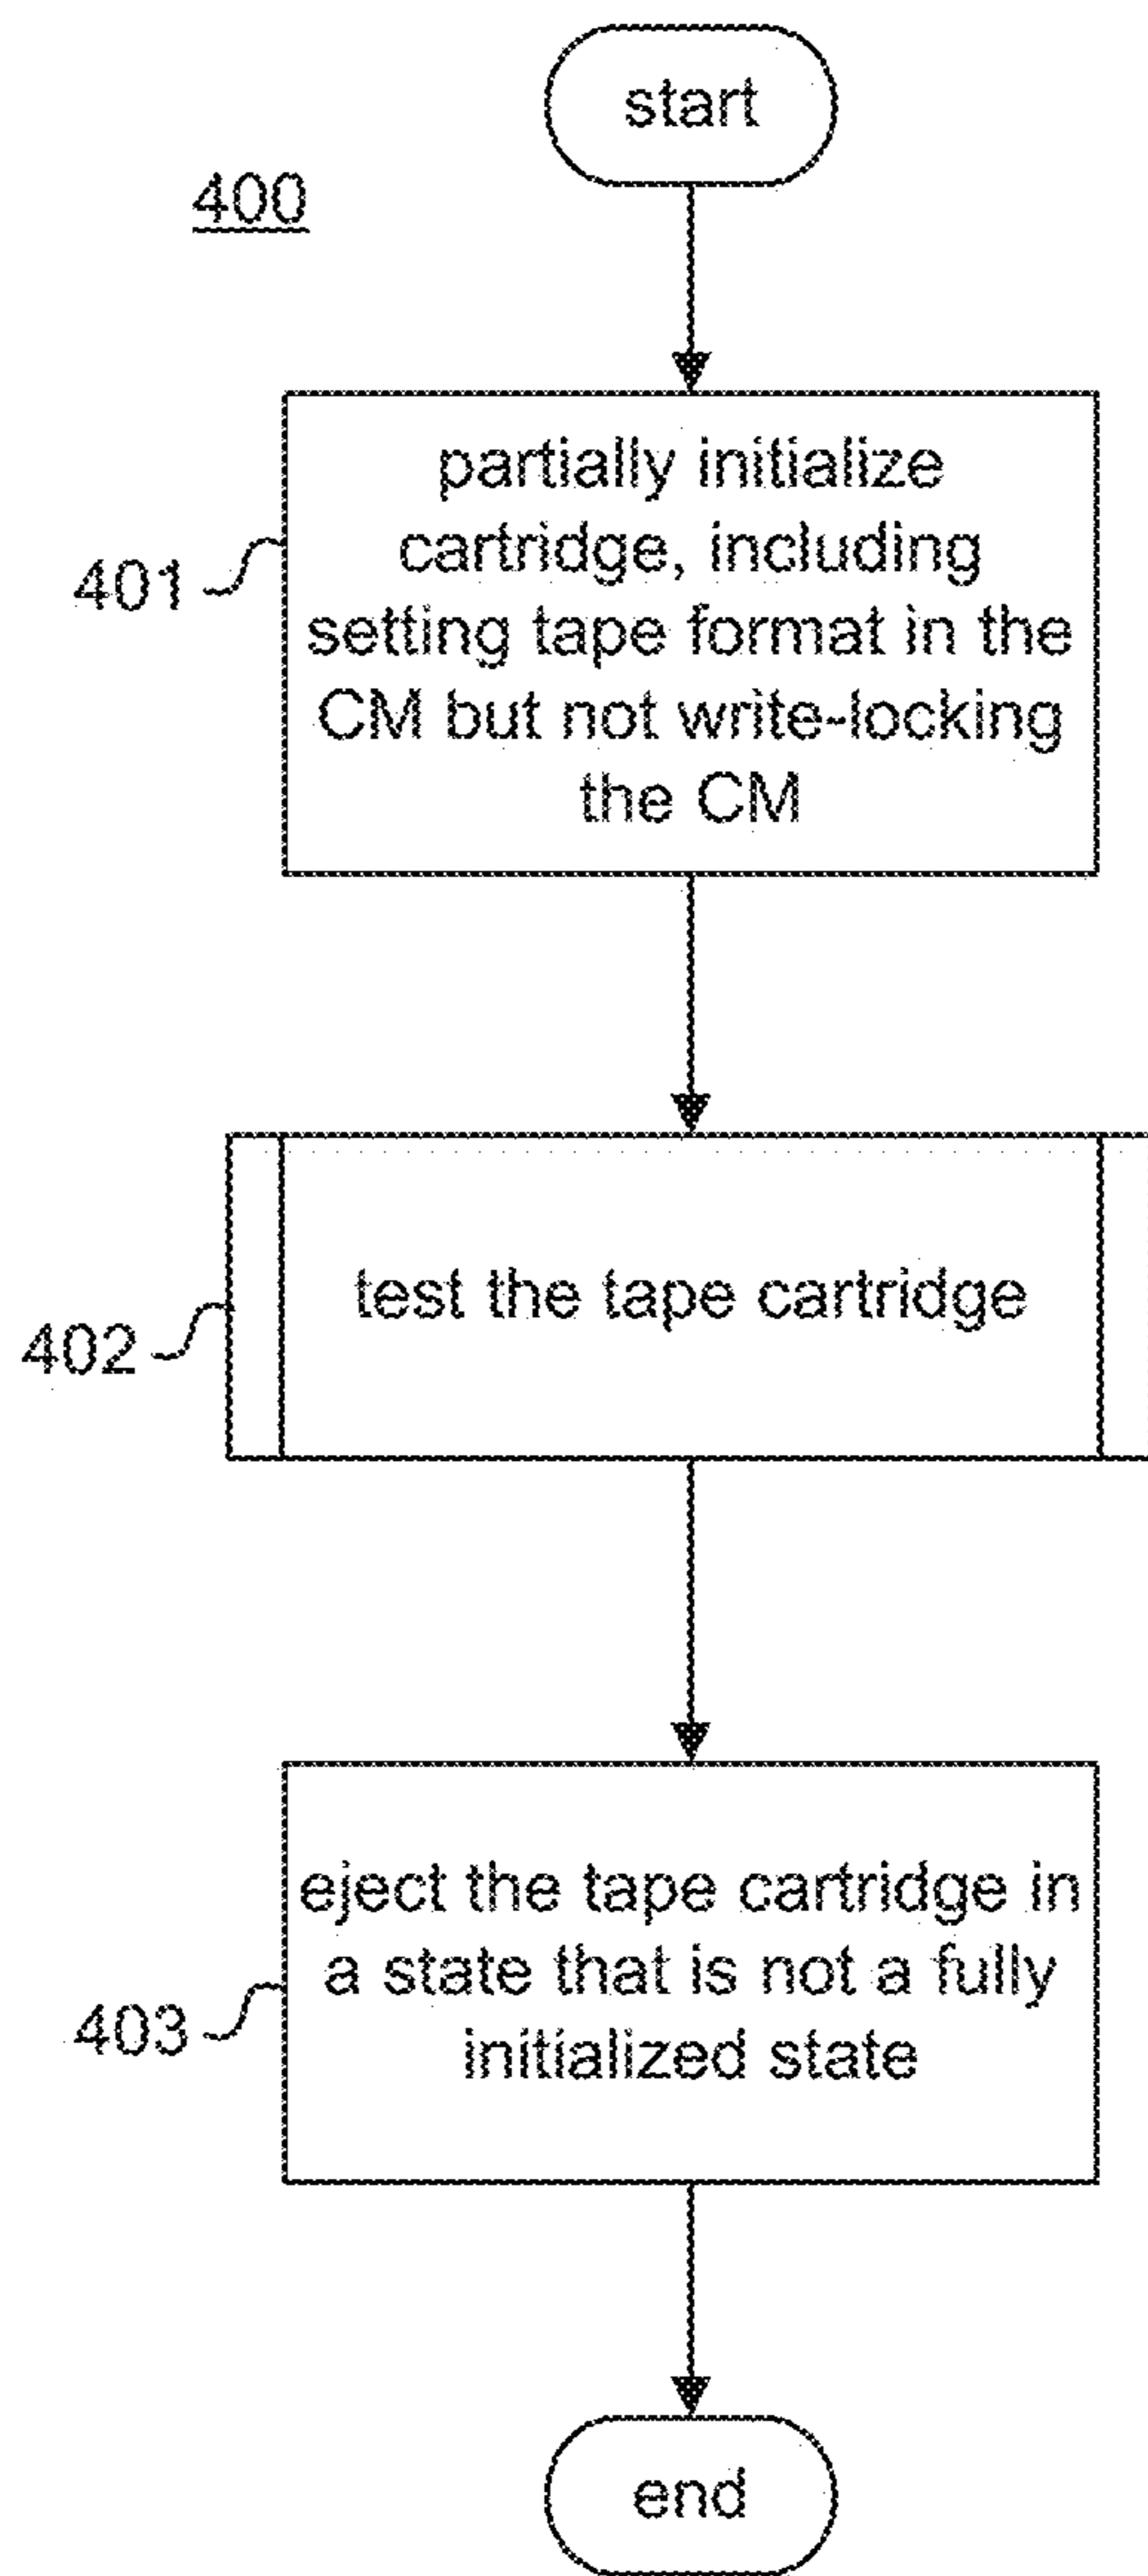 start
400
partially initialize
cartridge, including
setting tape format in the
CM but not write-locking
the CM
401
test the tape cartridge
402
eject the tape cartridge in
a state that is not a fully
initialized state
403
end